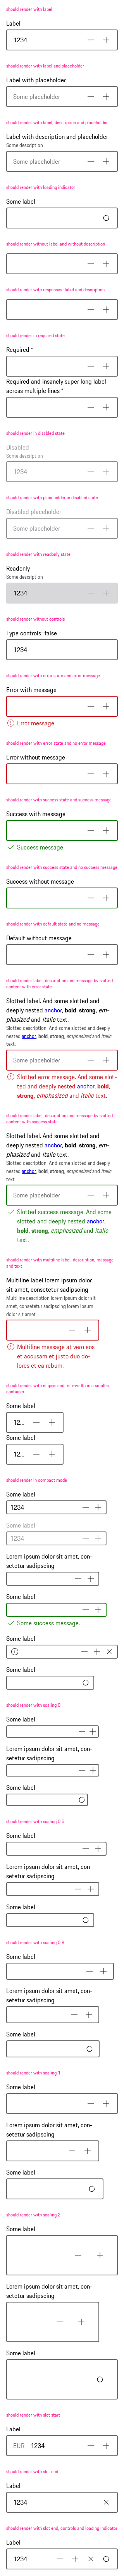 should render with label
Label
1234
should render with label and placeholder
Label with placeholder
Some placeholder
should render with label, description and placeholder
Label with description and placeholder
Some description
Some placeholder
should render with loading indicator
Some label
should render without label and without description
should render with responsive label and description
should render in required state
Required *
Required and insanely super long label
across multiple lines *
should render in disabled state
Disabled
Some description
1234
should render with placeholder in disabled state
Disabled placeholder
Some placeholder
should render with readonly state
Readonly
Some description
1234
should render without controls
Type controls=false
1234
should render with error state and error message
Error with message
Error message
should render with error state and no error message
Error without message
should render with success state and success message
Success with message
Success message
should render with success state and no success message
Success without message
should render with default state and no message
Default without message
should render label, description and message by slotted
content with error state
Slotted label. And some slotted and
deeply nested anchor, bold, strong, em-
phasized and italic text.
Slotted description. And some slotted and deeply
nested anchor, bold, strong, emphasized and italic
text.
Some placeholder
Slotted error message. And some slot-
ted and deeply nested anchor, bold,
strong, emphasized and italic text.
should render label, description and message by slotted
content with success state
Slotted label. And some slotted and
deeply nested anchor, bold, strong, em-
phasized and italic text.
Slotted description. And some slotted and deeply
nested anchor, bold, strong, emphasized and italic
text.
Some placeholder
Slotted success message. And some
slotted and deeply nested anchor,
bold, strong, emphasized and italic
text.
should render with multiline label, description, message
and text
Multiline label lorem ipsum dolor
sit amet, consetetur sadipscing
Multiline description lorem ipsum dolor sit
amet, consetetur sadipscing lorem ipsum
dolor sit amet
Multiline message at vero eos
et accusam et justo duo do-
lores et ea rebum.
should render with ellipsis and min width in a smaller
container
Some label
12...
Some label
12...
should render in compact mode
Some label
1234
Some label
1234
Lorem ipsum dolor sit amet, con-
setetur sadipscing
Some label
Some success message.
Some label
Some label
should render with scaling 0
Some label
Lorem ipsum dolor sit amet, con-
setetur sadipscing
Some label
should render with scaling 0.5
Some label
Lorem ipsum dolor sit amet, con-
setetur sadipscing
Some label
should render with scaling 0.8
Some label
Lorem ipsum dolor sit amet, con-
setetur sadipscing
Some label
should render with scaling 1
Some label
Lorem ipsum dolor sit amet, con-
setetur sadipscing
Some label
should render with scaling 2
Some label
Lorem ipsum dolor sit amet, con-
setetur sadipscing
Some label
should render with slot start
Label
EUR 1234
should render with slot end
Label
1234
should render with slot end, controls and loading indicator
Label
1234